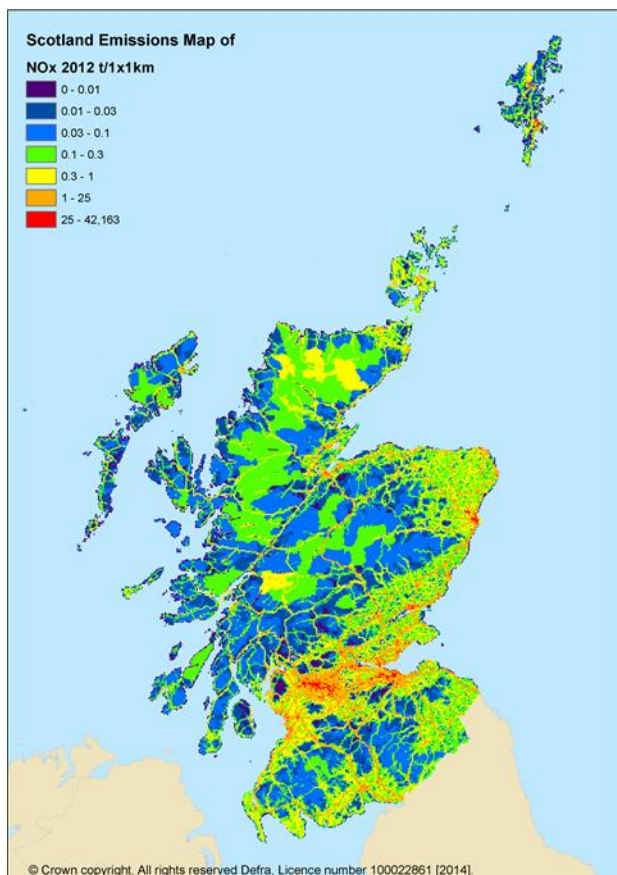 Scotland Emissions Map of
NOx 2012 t/1x1km
0 - 0.01
0.01 - 0.03
0.03 - 0.1
0.1 - 0.3
0.3 - 1
1 - 25
25 - 42,163
© Crown copyright. All rights reserved Defra, Licence number 100022861 [2014].